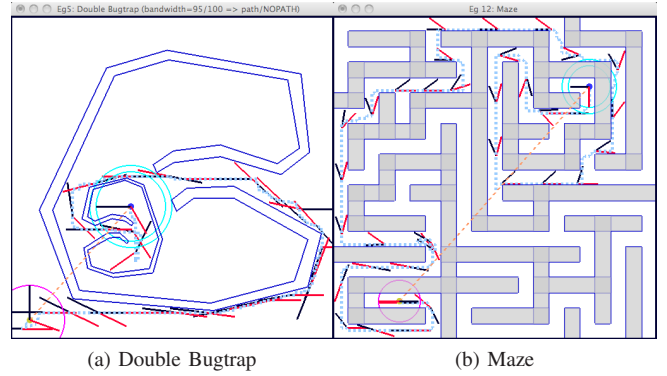 Eg5: Double Bugtrap (bandwidth=95/100 => path/NOPATH)
Eg 12: Maze
(a) Double Bugtrap
(b) Maze